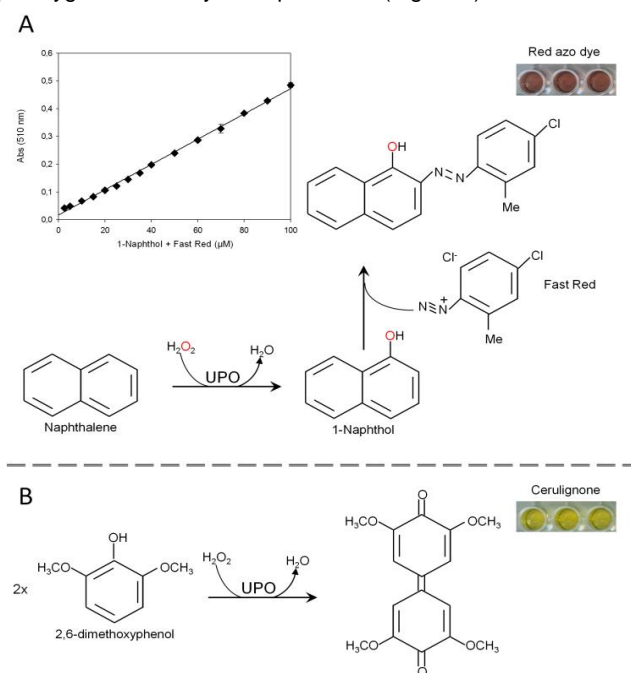 A
Red azo dye
Abs (510 nm)
0,6
0,5
0,4
0,3
0,2
0,1
0,0
0
20
40
60
80
100
1-Naphthol + Fast Red (µM)
OH
N=N
Cl
Me
Cl-
Cl
Fast Red
N≡N+
Me
H2O2
H2O
UPO
OH
Naphthalene
1-Naphthol
B
Cerulignone
O
H3CO
OCH3
OH
H3CO
OCH3
2x
2,6-dimethoxyphenol
H2O2
H2O
UPO
H3CO
OCH3
O